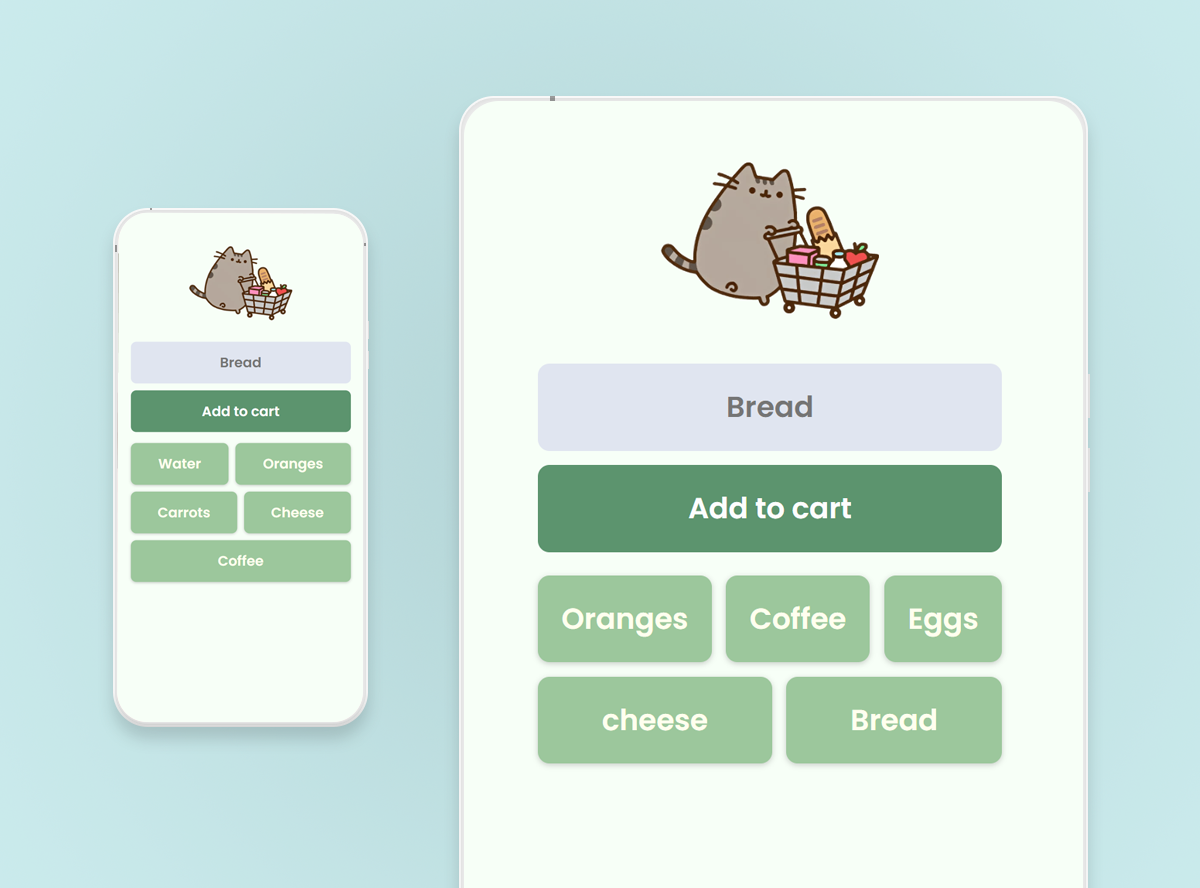 Bread
Add to cart
Water
Oranges
Carrots
Cheese
Coffee
Bread
Add to cart
Oranges
Coffee
Eggs
cheese
Bread